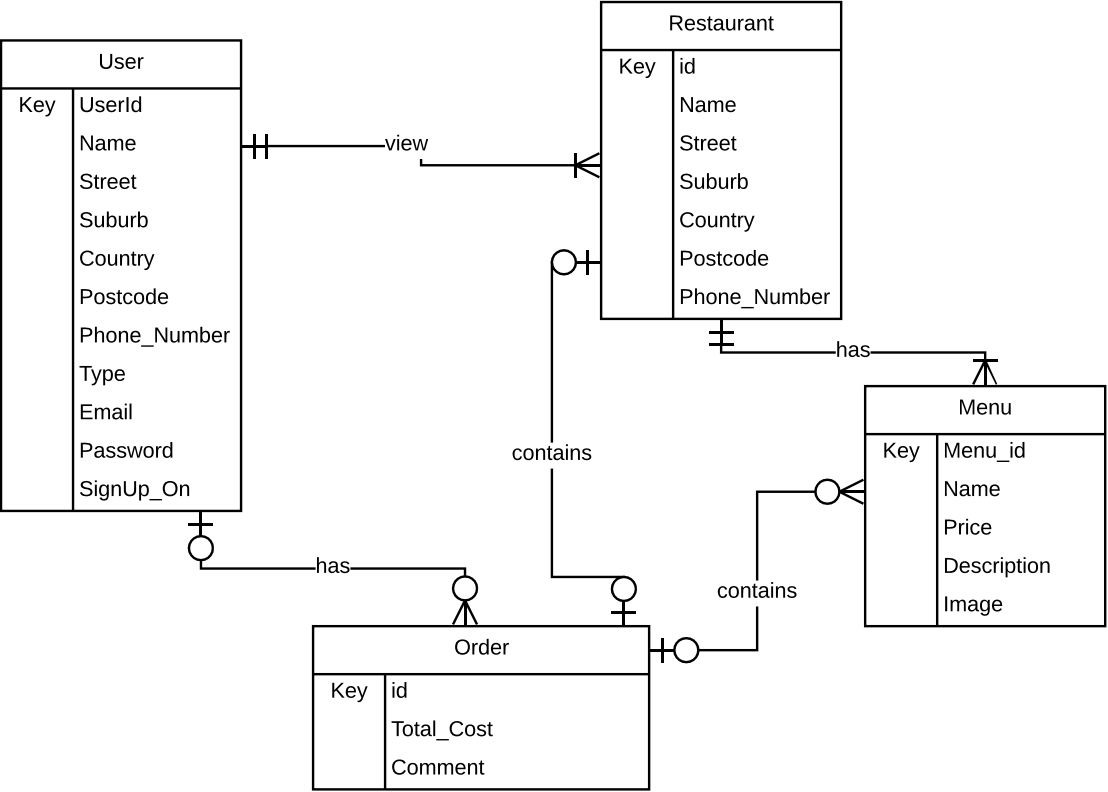 User
Key UserId
Name
Street
Suburb
Country
Postcode
Phone_Number
Type
Email
Password
SignUp_On
view
Restaurant
Key id
Name
Street
Suburb
Country
Postcode
Phone_Number
has
Menu
Key Menu_id
Name
Price
Description
Image
contains
contains
has
Order
Key id
Total_Cost
Comment